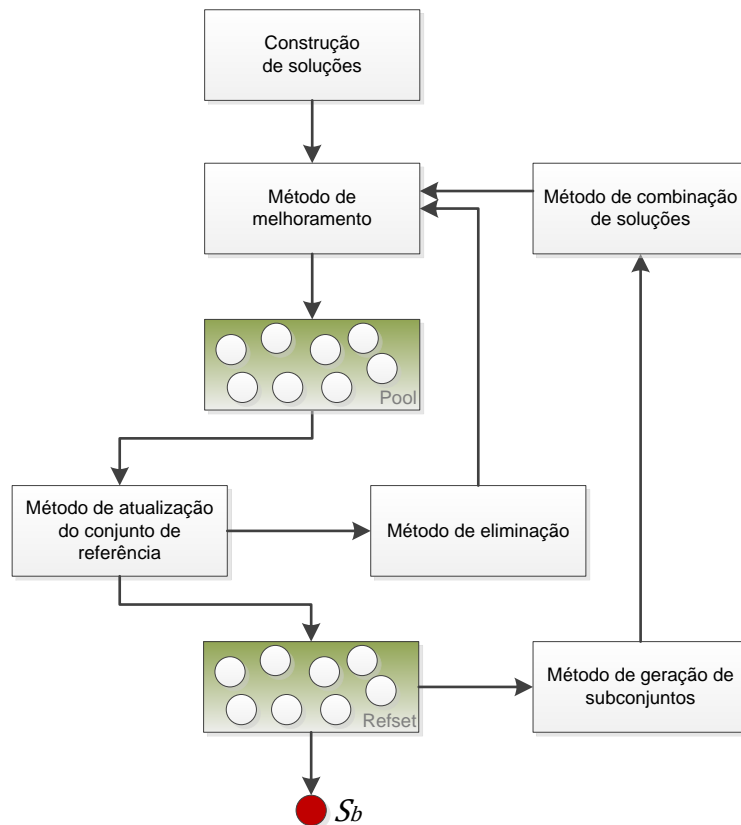 Construção
de soluções
Método de
melhoramento
Método de combinação
de soluções
Pool
Método de atualização
do conjunto de
referência
Método de eliminação
Refset
Método de geração de
subconjuntos
Sb